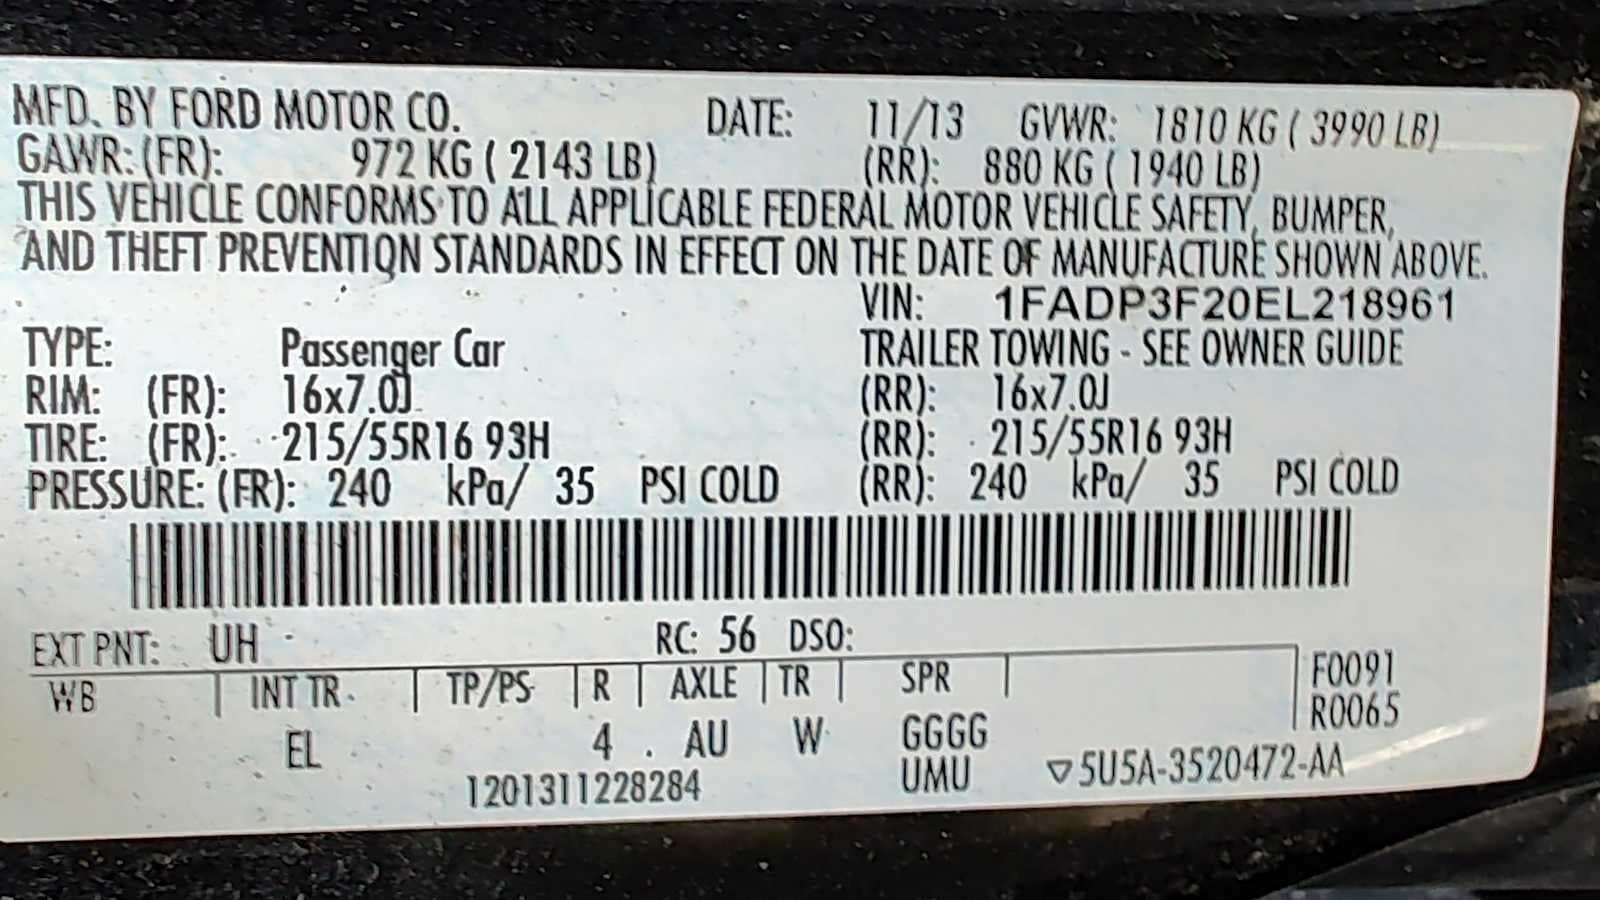 MFD. BY FORD MOTOR CO. DATE: 11/13 GVWR: 1810 KG ( 3990 LB)
GAWR: (FR): 972 KG ( 2143 LB) (RR): 880 KG ( 1940 LB)
THIS VEHICLE CONFORMS TO ALL APPLICABLE FEDERAL MOTOR VEHICLE SAFETY, BUMPER,
AND THEFT PREVENTION STANDARDS IN EFFECT ON THE DATE OF MANUFACTURE SHOWN ABOVE.
VIN: 1FADP3F20EL218961
TYPE: Passenger Car TRAILER TOWING - SEE OWNER GUIDE
RIM: (FR): 16x7.0J (RR): 16x7.0J
TIRE: (FR): 215/55R16 93H (RR): 215/55R16 93H
PRESSURE: (FR): 240 kPa/ 35 PSI COLD (RR): 240 kPa/ 35 PSI COLD
EXT PNT: UH RC: 56 DSO:
WB INT TR TP/PS R AXLE TR SPR F0091
R0065
EL 4 AU W GGGG
1201311228284 UMU ▽5U5A-3520472-AA